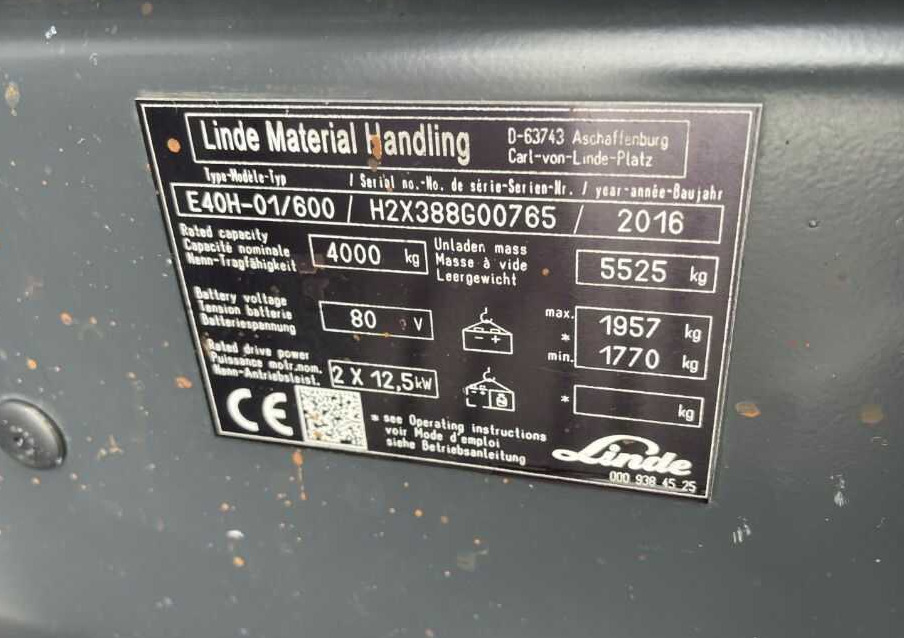 Linde Material Handling
D-63743 Aschaffenburg
Carl-von-Linde-Platz
Type-Modèle-Typ / Serial no.-No. de série-Serien-Nr. / year-année-Baujahr
E40H-01/600 / H2X388G00765 / 2016
Rated capacity
Capacité nominale
Nenn-Tragfähigkeit
4000 kg
Unladen mass
Masse à vide
Leergewicht
5525 kg
Battery voltage
Tension batterie
Batteriespannung
80 V
- +
max. 1957 kg
*
min. 1770 kg
Rated drive power
Puissance motr.nom.
Nenn-Antriebsleist.
2 X 12,5kW
* kg
CE
* see Operating instructions
voir Mode d'emploi
siehe Betriebsanleitung
Linde
000 938 45 25